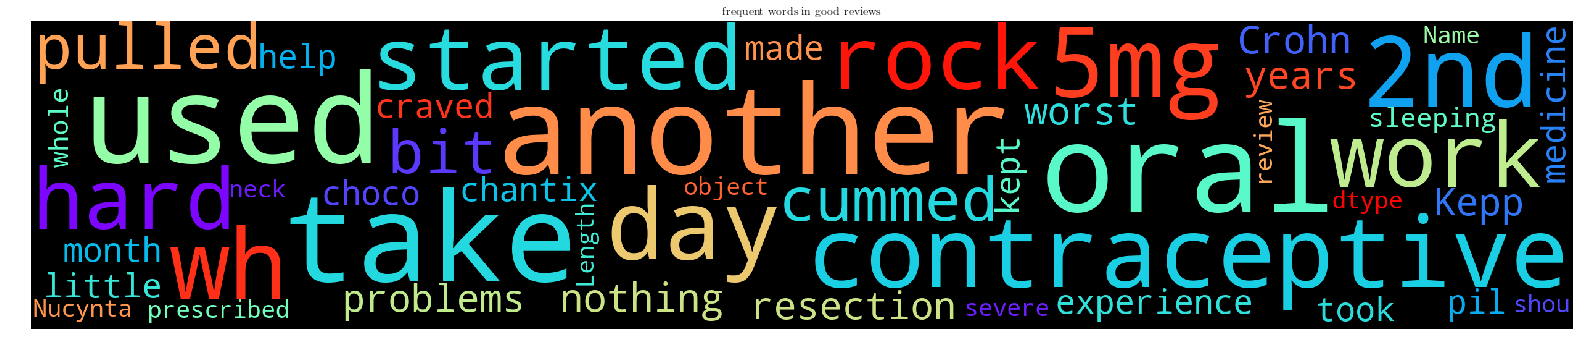 frequent words in good reviews
pulled
help
started
made
rock
5mg
Crohn
years
2nd
Name
medicine
whole
used
craved
bit
another
worst
kept
oral
review
sleeping
work
hard
neck
choco
chantix
object
cummed
dtype
Kepp
month
wh
take
Length
day
contraceptive
little
Nucynta
prescribed
problems
nothing
resection
severe
experience
took
pil
shou